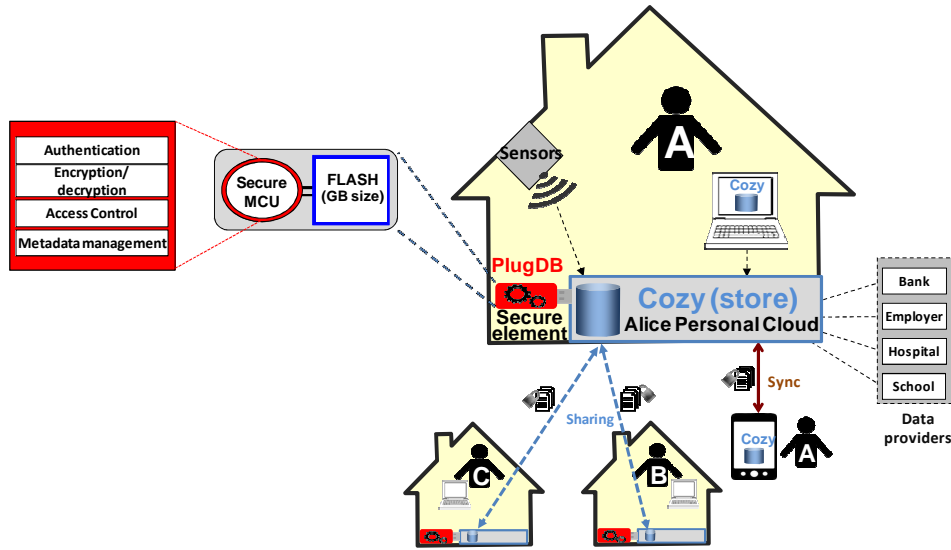 A
Sensors
Cozy
Authentication
Encryption/
decryption
Access Control
Metadata management
Secure
MCU
FLASH
(GB size)
PlugDB
Secure
element
Cozy (store)
Alice Personal Cloud
Bank
Employer
Hospital
School
Data
providers
Sharing
Sync
Cozy
A
C
B